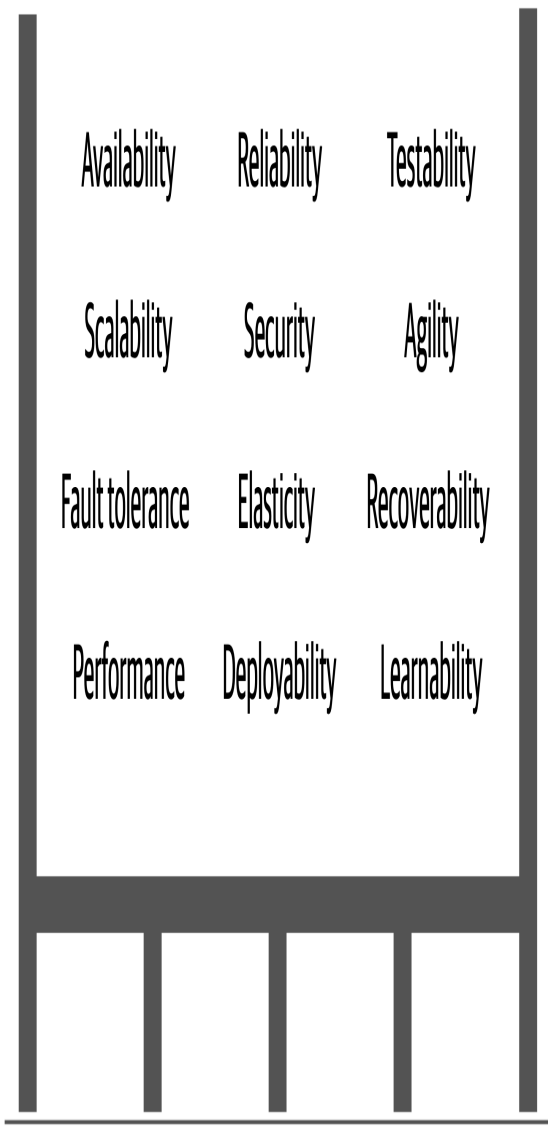 Availability Reliability Testability
Scalability Security Agility
Fault tolerance Elasticity Recoverability
Performance Deployability Learnability